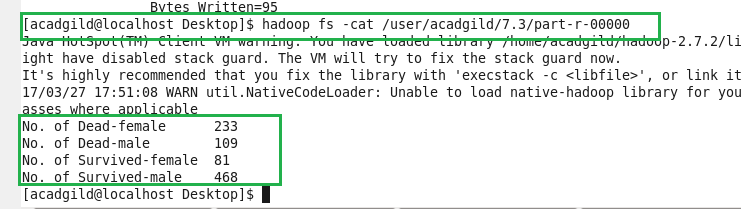 Bytes Written=95
[acadgild@localhost Desktop]$ hadoop fs -cat /user/acadgild/7.3/part-r-00000
Java HotSpot(TM) Client VM warning: You have loaded library /home/acadgild/hadoop-2.7.2/li
ight have disabled stack guard. The VM will try to fix the stack guard now.
It's highly recommended that you fix the library with 'execstack -c <libfile>', or link it
17/03/27 17:51:08 WARN util.NativeCodeLoader: Unable to load native-hadoop library for you
asses where applicable
No. of Dead-female 233
No. of Dead-male 109
No. of Survived-female 81
No. of Survived-male 468
[acadgild@localhost Desktop]$